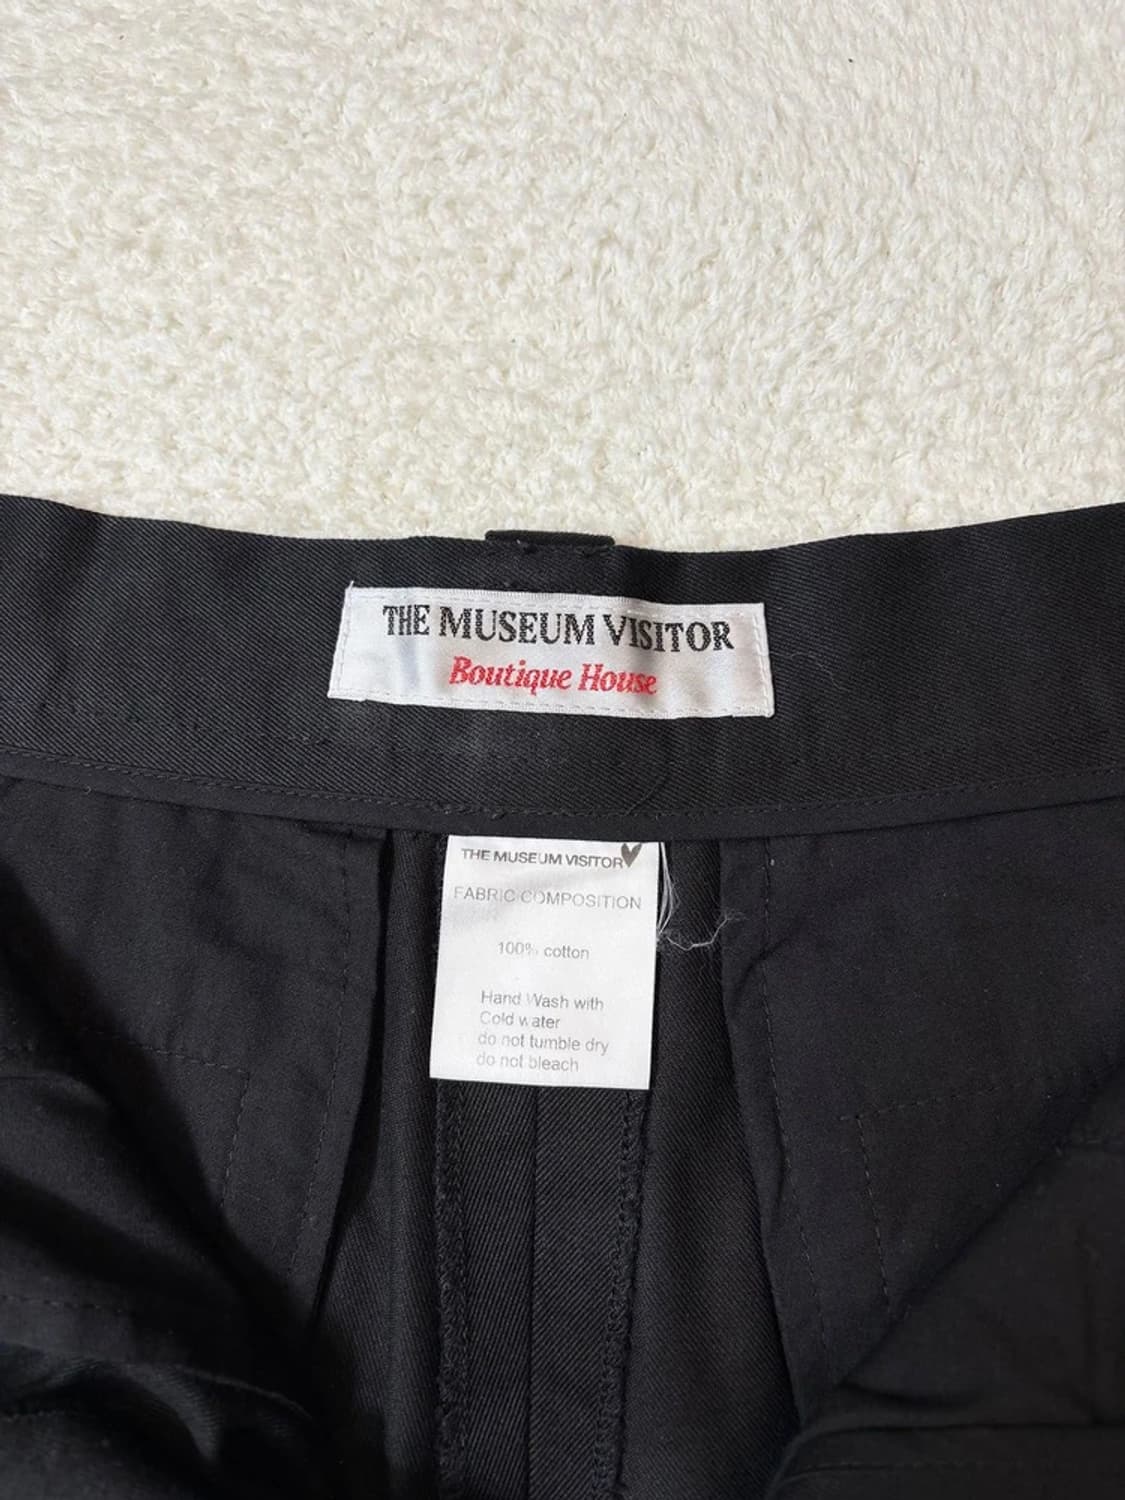 THE MUSEUM VISITOR
Boutique House
THE MUSEUM VISITOR
FABRIC COMPOSITION
100% cotton
Hand Wash with
Cold water
do not tumble dry
do not bleach